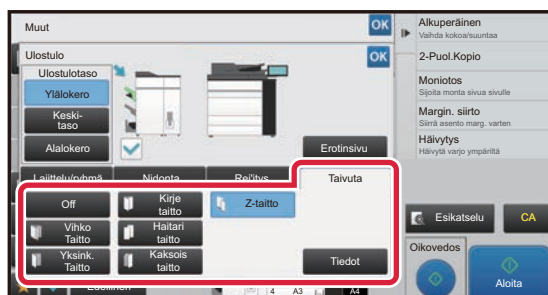 Muut
OK
Ulostulo
OK
Ulostulotaso
Ylälokero
Keski-
taso
Alalokero
Erotinsivu
Lajittelu/ryhmä
Nidonta
Rei'itys
Taivuta
Off
Kirje
taitto
Z-taitto
Vihko
Taitto
Haitari
taitto
Yksink.
Taitto
Kaksois
taitto
Tiedot
Edellinen
4
A3
A4
Alkuperäinen
Vaihda kokoa/suuntaa
2-Puol.Kopio
Moniotos
Sijoita monta sivua sivulle
Margin. siirto
Siirrä asento marg. varten
Häivytys
Häivytä varjo ympäriltä
Esikatselu
CA
Oikovedos
Aloita